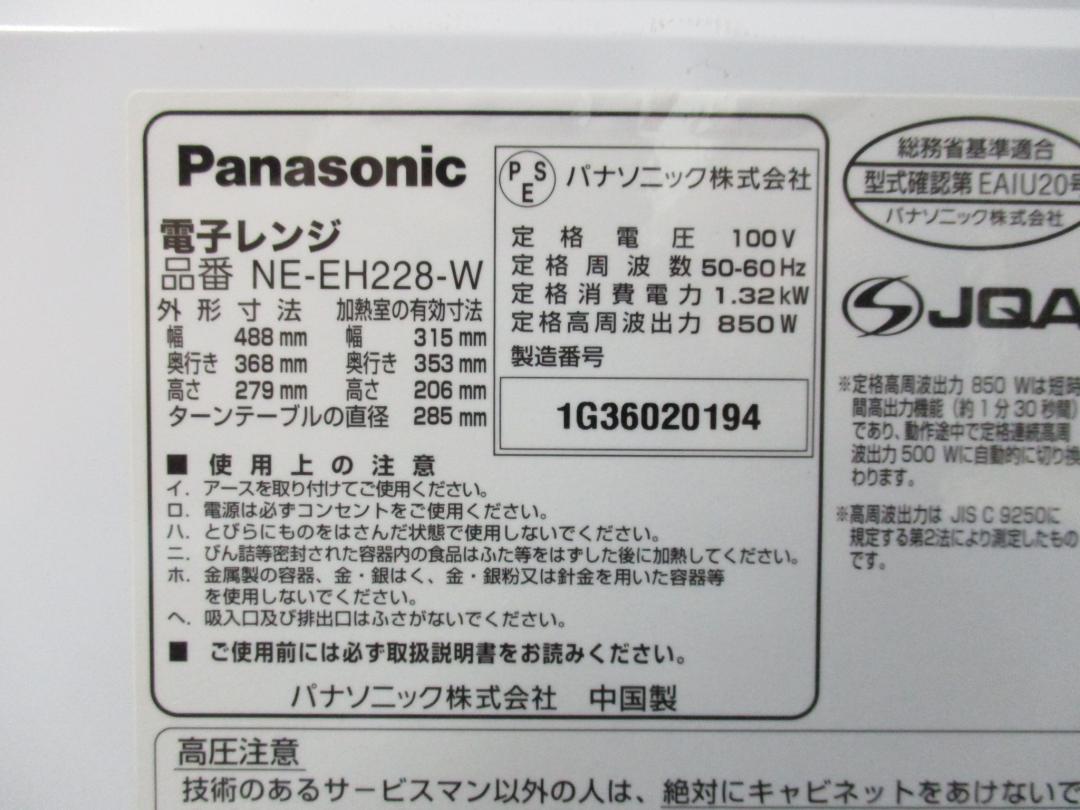 Panasonic
電子レンジ
品番 NE-EH228-W
外形寸法 加熱室の有効寸法
幅 488 mm 幅 315 mm
奥行き 368 mm 奥行き 353 mm
高さ 279 mm 高さ 206 mm
ターンテーブルの直径 285 mm
PSE パナソニック株式会社
定格電圧 100V
定格周波数 50-60Hz
定格消費電力 1.32kW
定格高周波出力 850W
製造番号
1G36020194
■ 使用上の注意
イ. アースを取り付けてご使用ください。
ロ. 電源は必ずコンセントをご使用ください。
ハ. とびらにものをはさんだ状態で使用しないでください。
ニ. びん詰等密封された容器内の食品はふた等をはずした後に加熱してください。
ホ. 金属製の容器、金・銀はく、金・銀粉又は針金を用いた容器等
を使用しないでください。
ヘ. 吸入口及び排出口はふさがないでください。
■ ご使用前には必ず取扱説明書をお読みください。
パナソニック株式会社 中国製
総務省基準適合
型式確認第 EAIU20号
パナソニック株式会社
JQA
※定格高周波出力 850 Wは短時
間高出力機能（約1分30秒間）
であり、動作途中で定格連続高周
波出力500 Wに自動的に切り換
わります。
※高周波出力は JIS C 9250に
規定する第2法により測定したもの
です。
高圧注意
技術のあるサービスマン以外の人は、絶対にキャビネットをあけないで